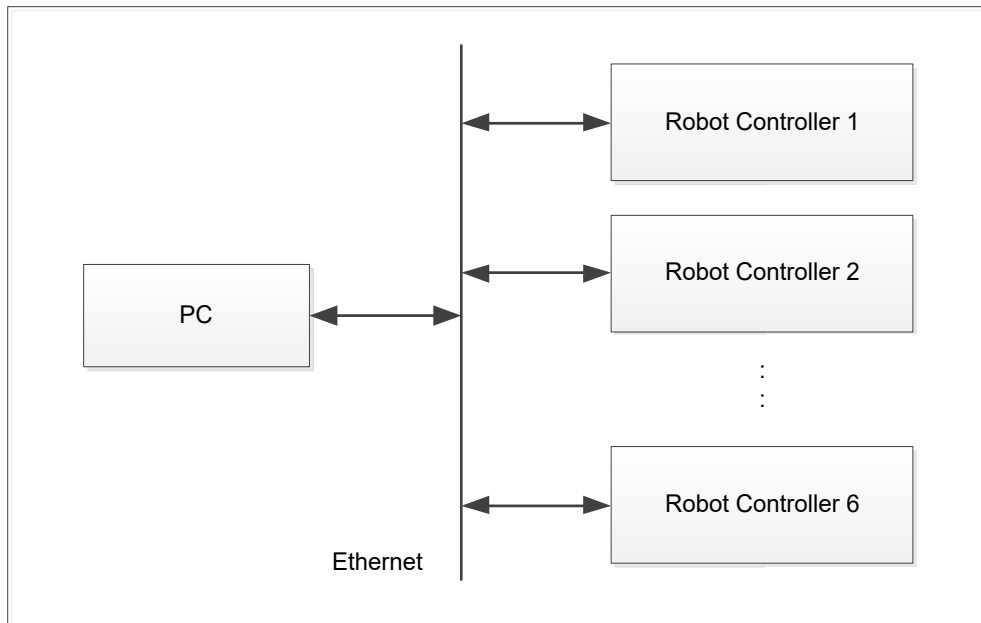 Robot Controller 1
Robot Controller 2
PC
:
:
Robot Controller 6
Ethernet